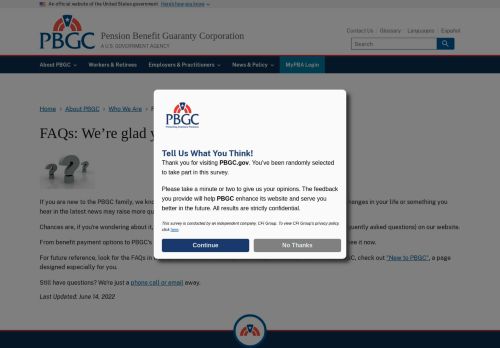 An official website of the United States government Here's how you know
PBGC
Pension Benefit Guaranty Corporation
A U.S. GOVERNMENT AGENCY
Contact Us Glossary Languages Español
Search
About PBGC Workers & Retirees Employers & Practitioners News & Policy MyPBA Login
Home > About PBGC > Who We Are >
FAQs: We're glad
If you are new to the PBGC family, we
anges in your life or something you
hear in the latest news may raise more
Chances are, if you're wondering about it,
quently asked questions) on our website.
From benefit payment options to PBGC's
it now.
For future reference, look for the FAQs in
GC, check out "New to PBGC", a page
designed especially for you.
Still have questions? We're just a phone call or email away.
Last Updated: June 14, 2022
PBGC
Protecting America's Pensions
Tell Us What You Think!
Thank you for visiting PBGC.gov. You've been randomly selected
to take part in this survey.
Please take a minute or two to give us your opinions. The feedback
you provide will help PBGC enhance its website and serve you
better in the future. All results are strictly confidential.
This survey is conducted by an independent company, CFI Group. To view CFI Group's privacy policy,
click here.
Continue No Thanks